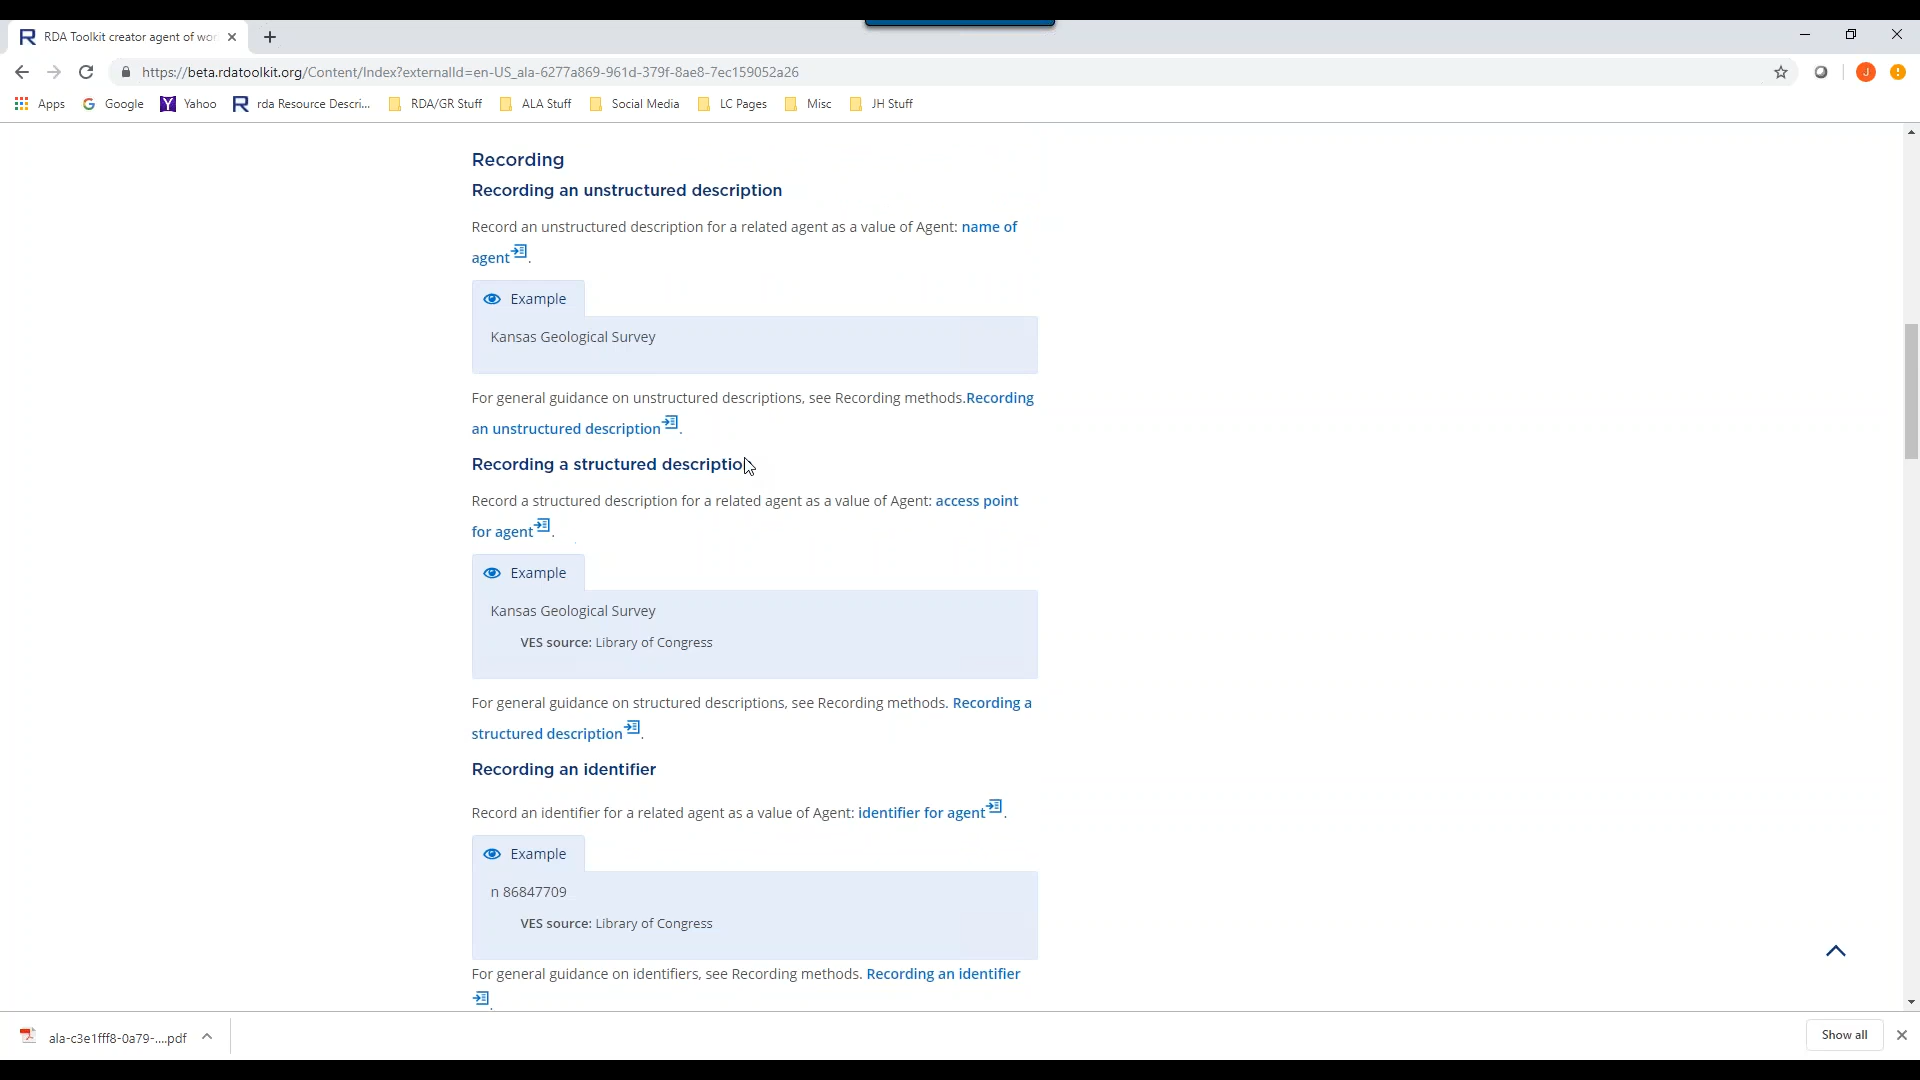 RDA Toolkit creator agent of wor
https://beta.rdatoolkit.org/Content/Index?externalId=en-US_ala-6277a869-961d-379f-8ae8-7ec159052a26
J
Apps Google Yahoo rda Resource Descri... RDA/GR Stuff ALA Stuff Social Media LC Pages Misc JH Stuff
Recording
Recording an unstructured description
Record an unstructured description for a related agent as a value of Agent: name of
agent.
Example
Kansas Geological Survey
For general guidance on unstructured descriptions, see Recording methods.Recording
an unstructured description.
Recording a structured description
Record a structured description for a related agent as a value of Agent: access point
for agent.
Example
Kansas Geological Survey
VES source: Library of Congress
For general guidance on structured descriptions, see Recording methods. Recording a
structured description.
Recording an identifier
Record an identifier for a related agent as a value of Agent: identifier for agent.
Example
n 86847709
VES source: Library of Congress
For general guidance on identifiers, see Recording methods. Recording an identifier
.
ala-c3e1fff8-0a79-....pdf
Show all